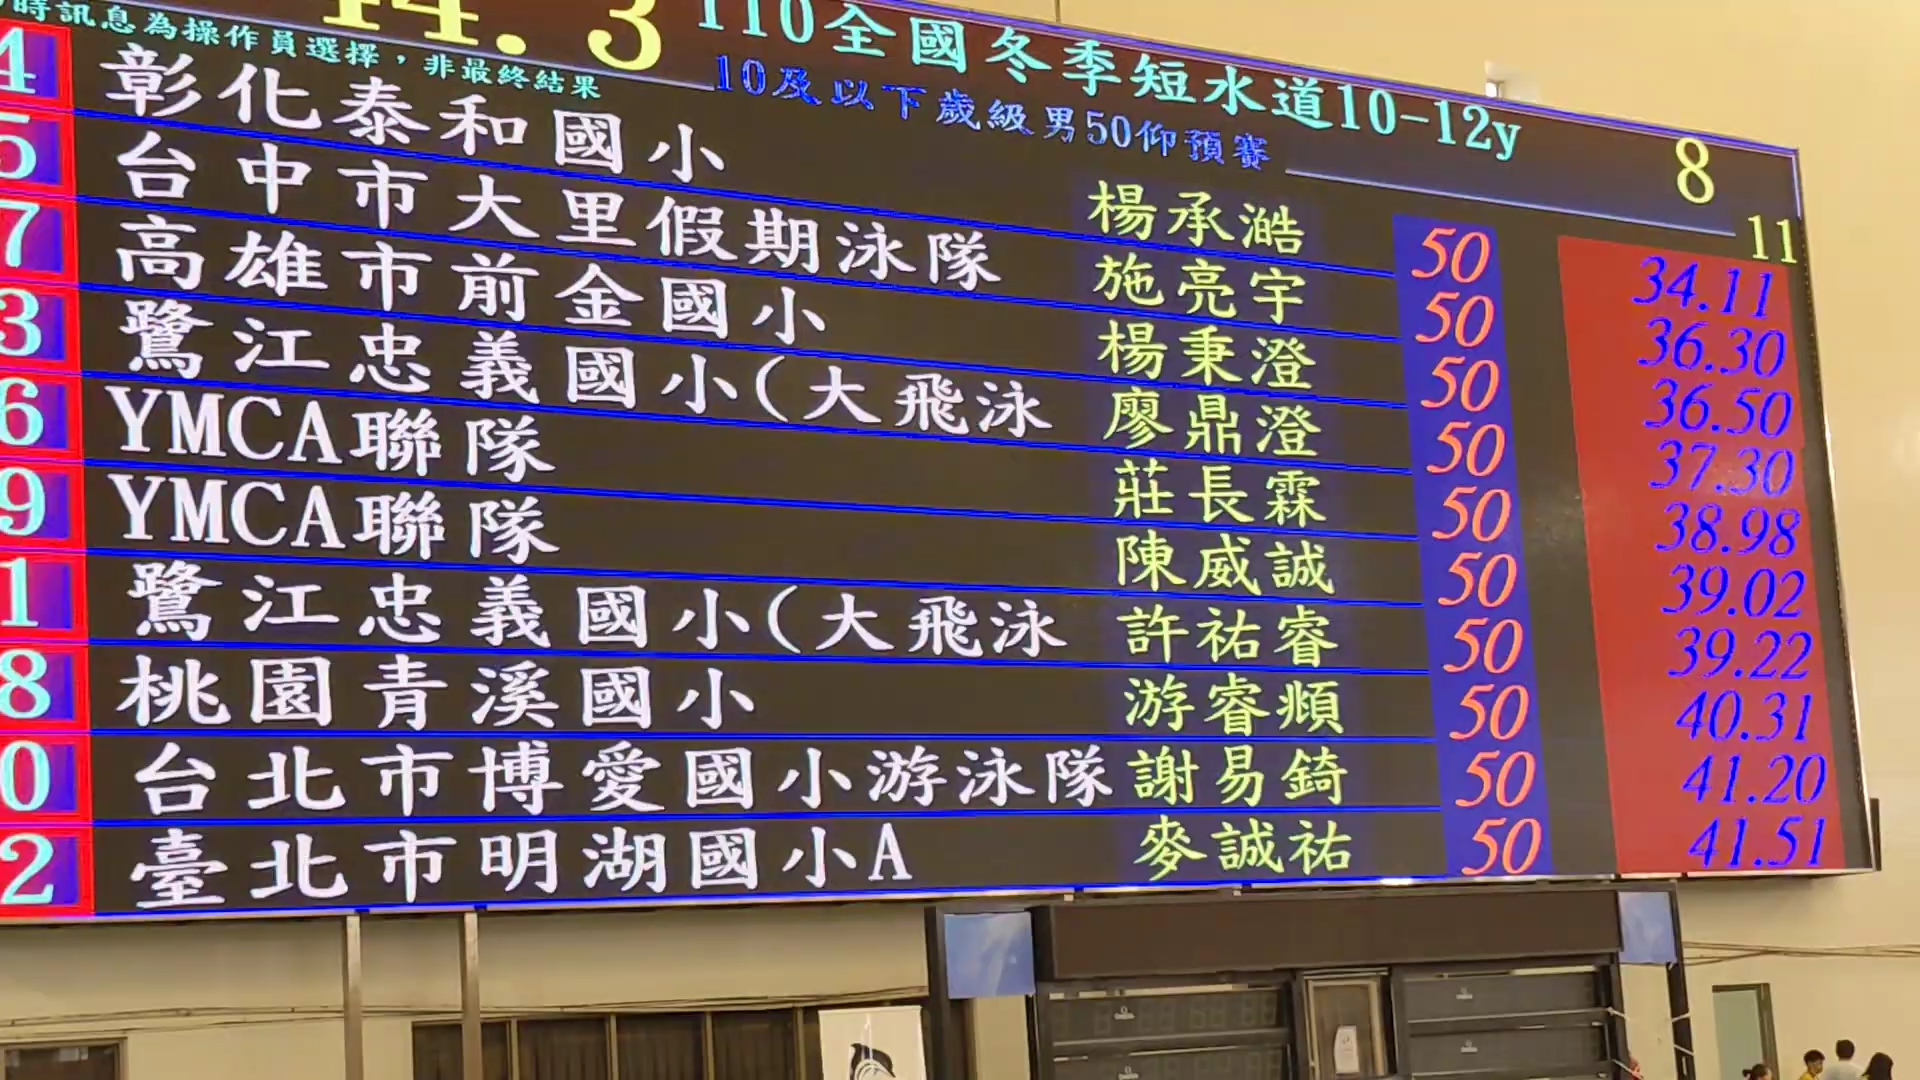 44.3
110全國冬季短水道10-12y
時訊息為操作員選擇，非最終結果
10及以下歲級男50仰預賽
8
11
4 彰化泰和國小 楊承澔 50 34.11
5 台中市大里假期泳隊 施亮宇 50 36.30
7 高雄市前金國小 楊秉澄 50 36.50
3 鷺江忠義國小(大飛泳 廖鼎澄 50 37.30
6 YMCA聯隊 莊長霖 50 38.98
9 YMCA聯隊 陳威誠 50 39.02
1 鷺江忠義國小(大飛泳 許祐睿 50 39.22
8 桃園青溪國小 游睿 50 40.31
0 台北市博愛國小游泳隊 謝易錡 50 41.20
2 臺北市明湖國小A 麥誠祐 50 41.51